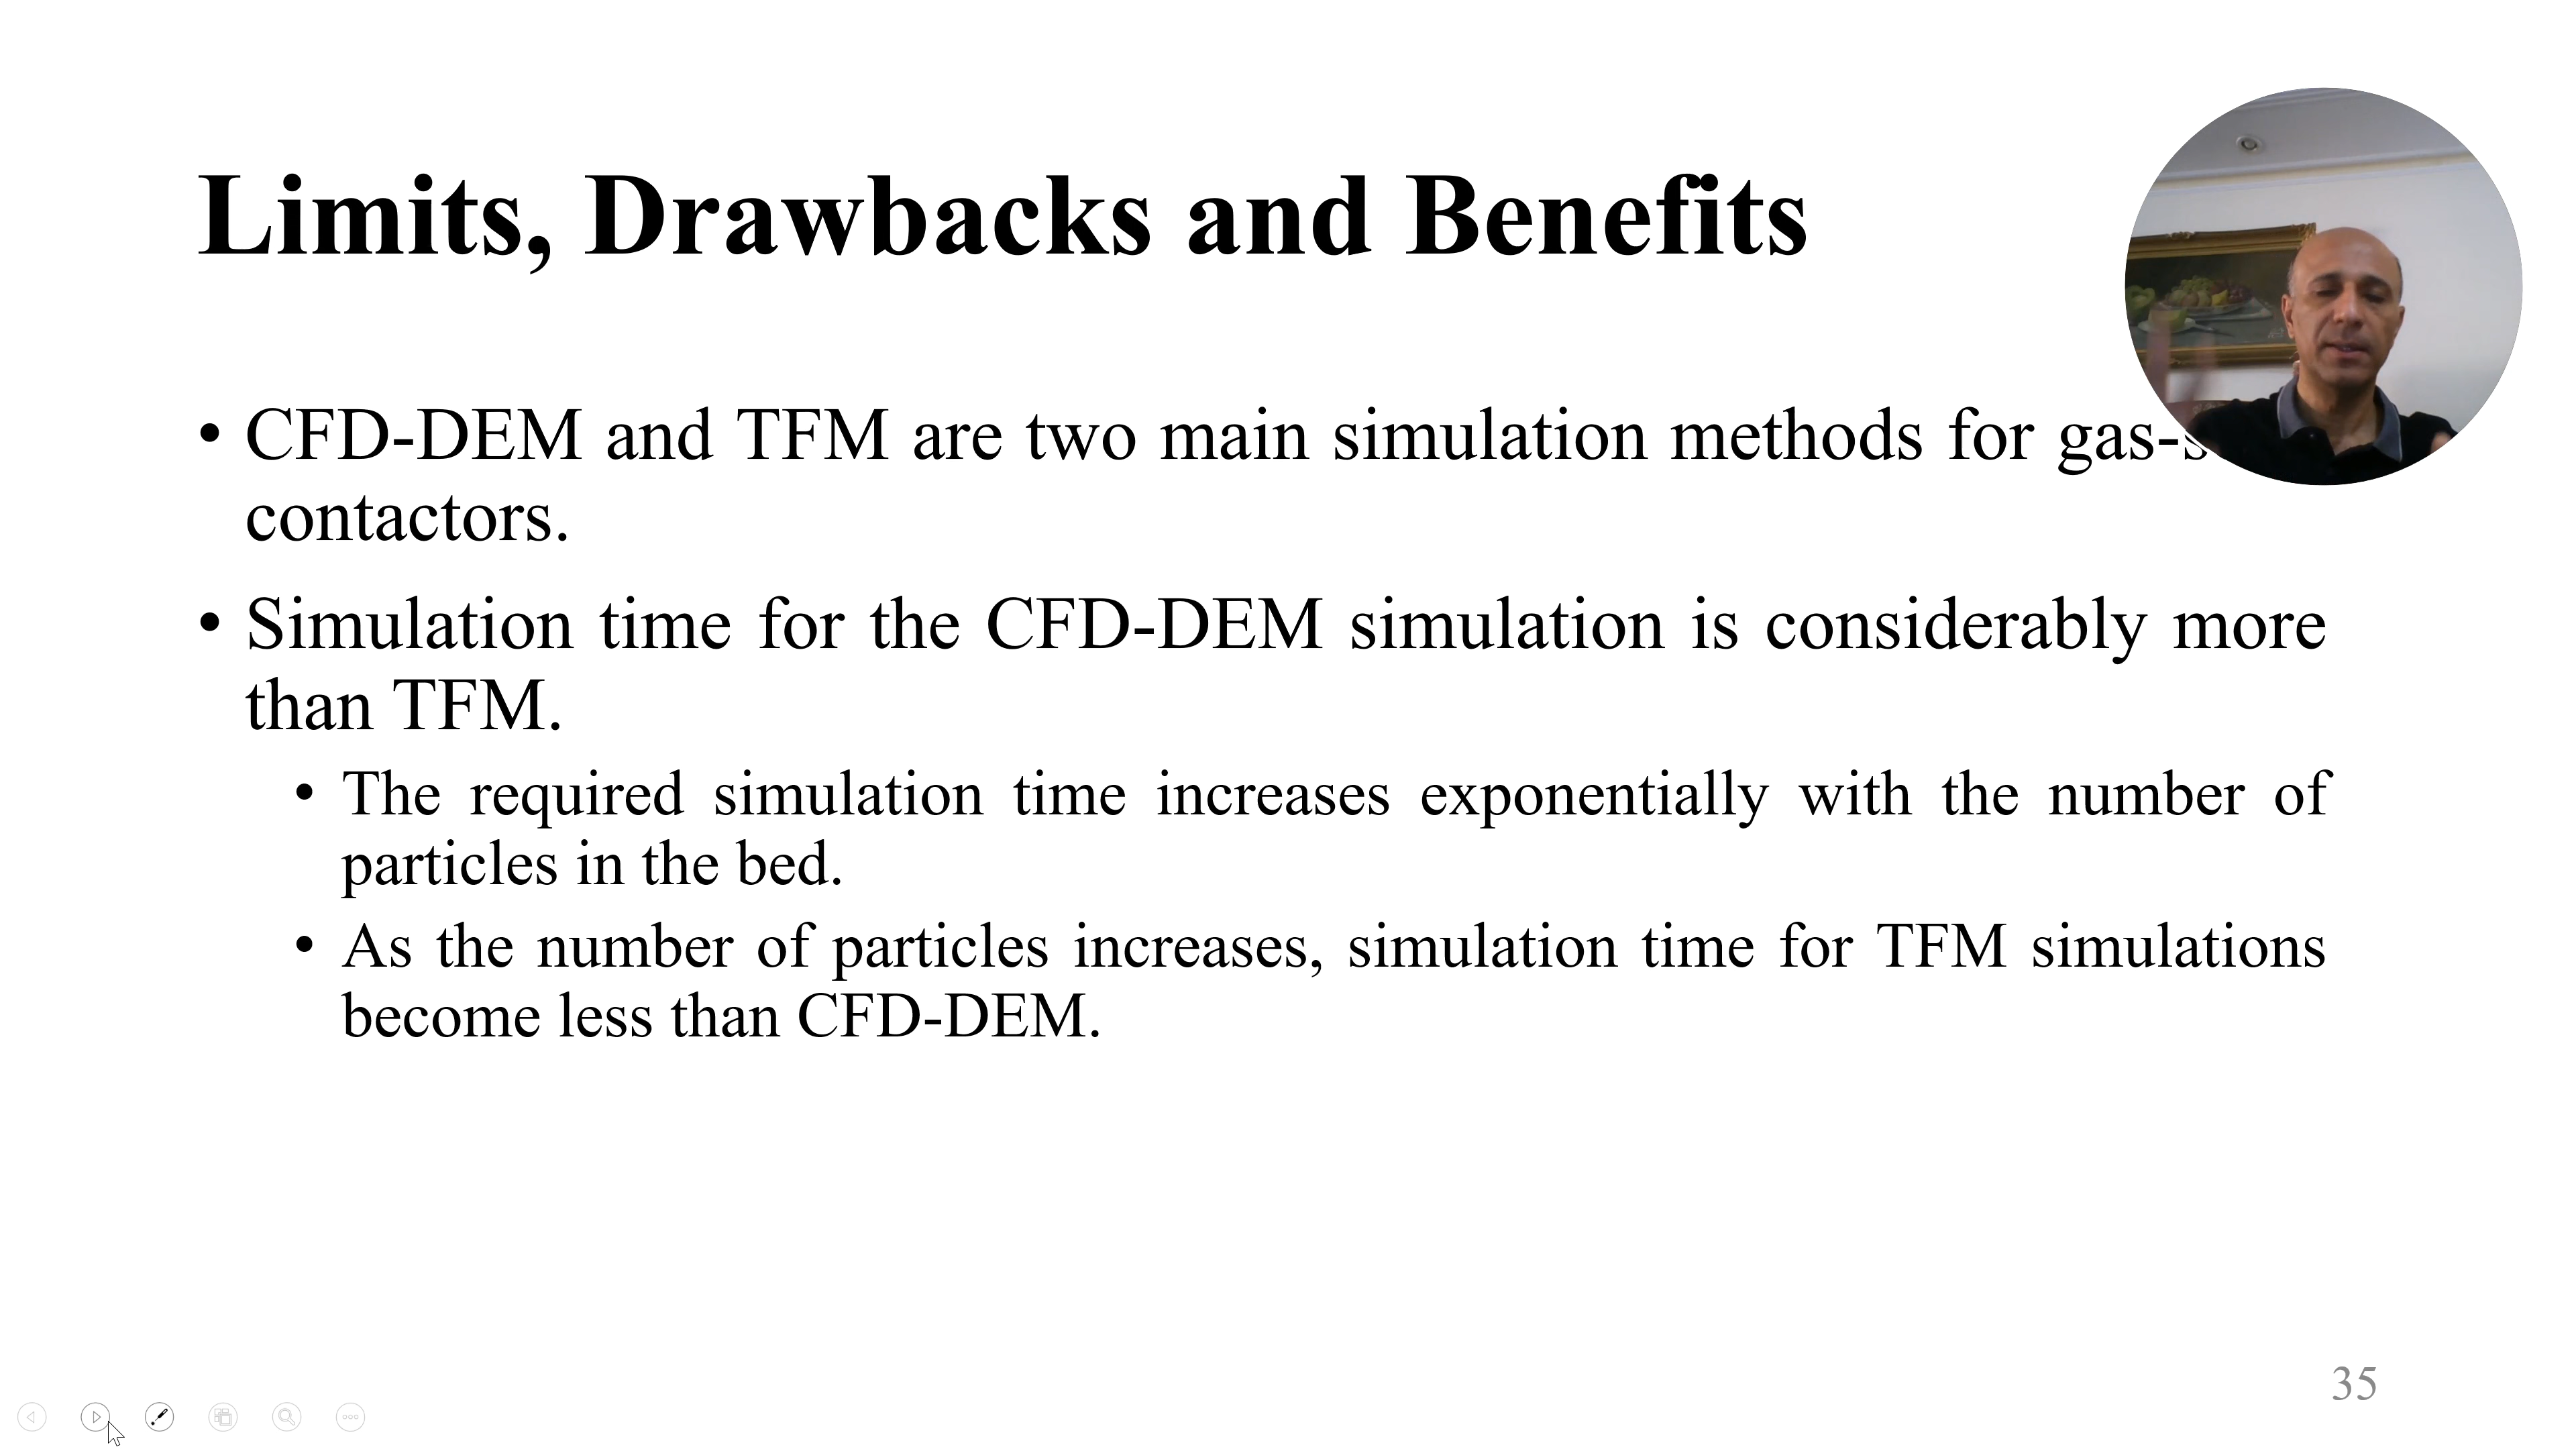 Limits, Drawbacks and Benefits
• CFD-DEM and TFM are two main simulation methods for
contactors.
• Simulation time for the CFD-DEM simulation is considerably more
than TFM.
• The required simulation time increases exponentially with the number of
particles in the bed.
• As the number of particles increases, simulation time for TFM simulations
become less than CFD-DEM.
35